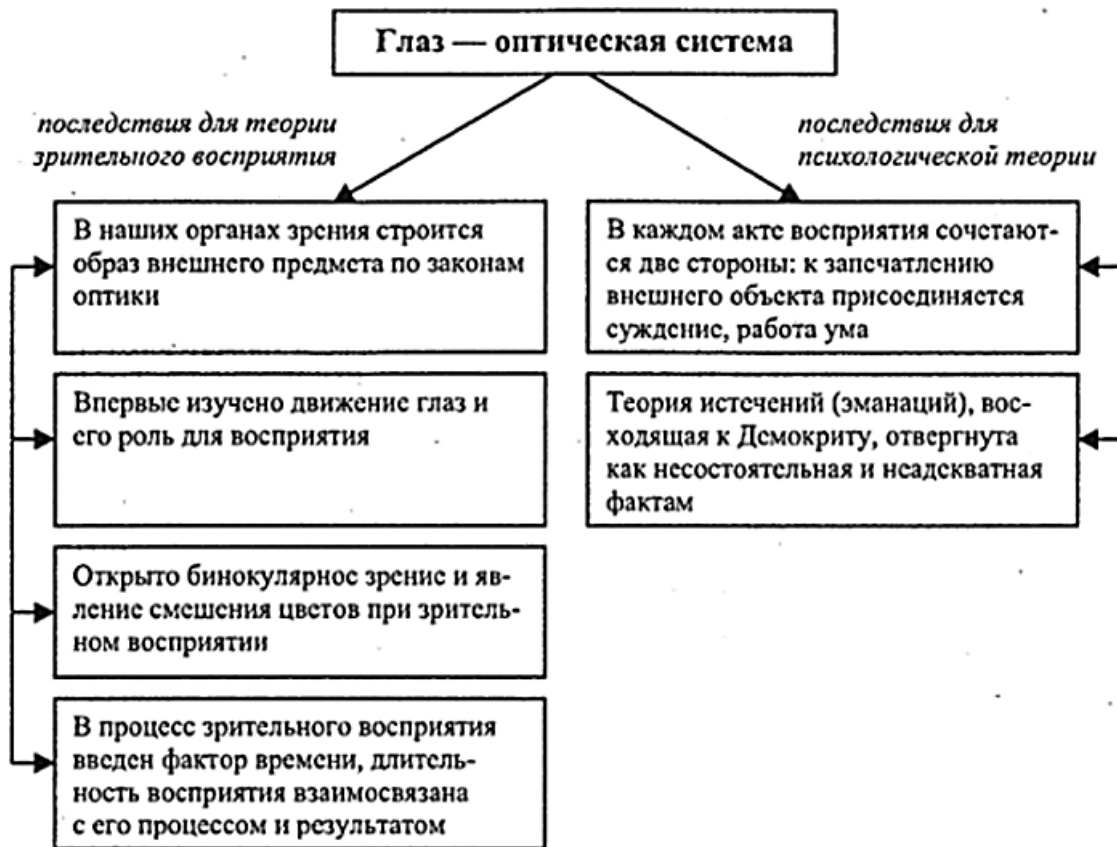 Глаз — оптическая система
последствия для теории
зрительного восприятия
последствия для
психологической теории
В наших органах зрения строится
образ внешнего предмета по законам
оптики
Впервые изучено движение глаз и
его роль для восприятия
Открыто бинокулярное зрение и яв-
ление смешения цветов при зритель-
ном восприятии
В процесс зрительного восприятия
введен фактор времени, длитель-
ность восприятия взаимосвязана
с его процессом и результатом
В каждом акте восприятия сочетают-
ся две стороны: к запечатлению
внешнего объекта присоединяется
суждение, работа ума
Теория истечений (эманаций), вос-
ходящая к Демокриту, отвергнута
как несостоятельная и неадекватная
фактам